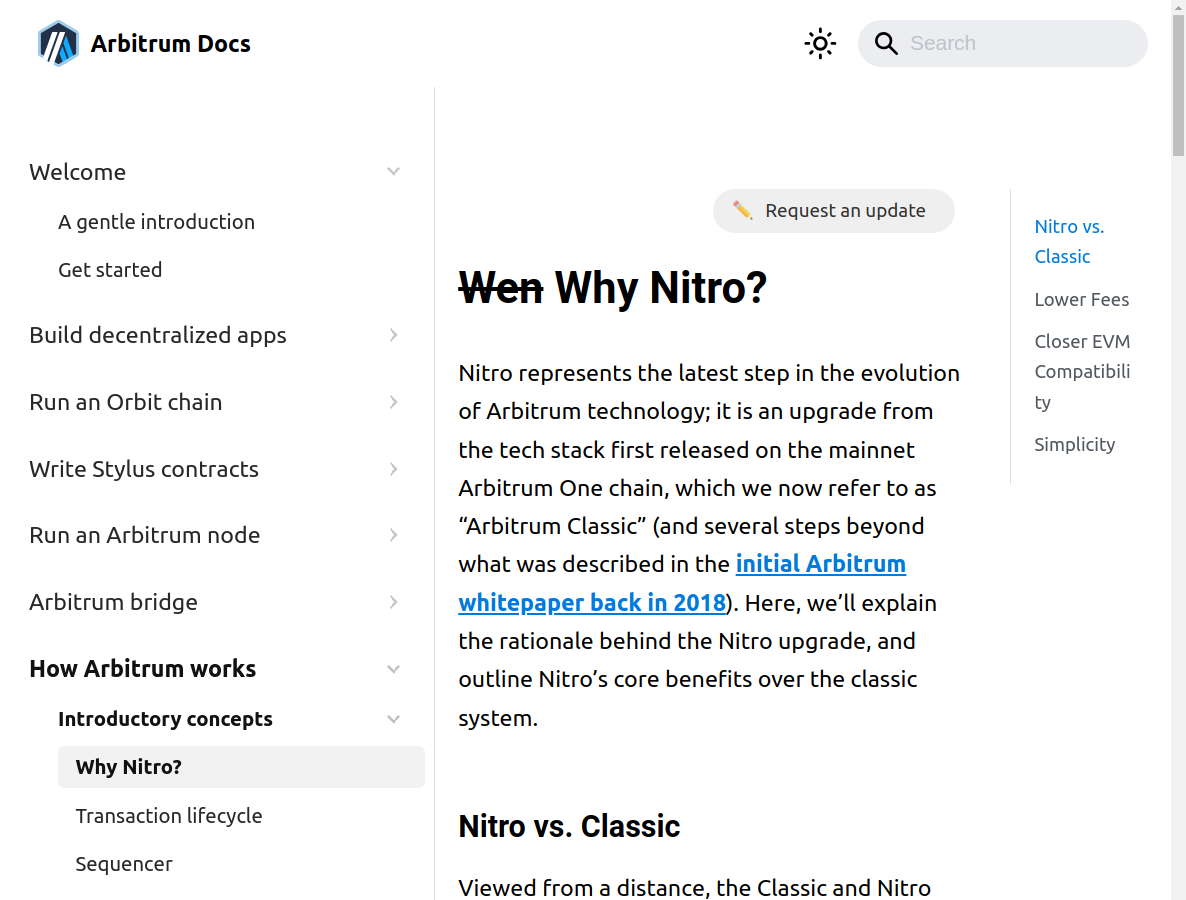 Arbitrum Docs
Search
Welcome
A gentle introduction
Get started
Build decentralized apps
Run an Orbit chain
Write Stylus contracts
Run an Arbitrum node
Arbitrum bridge
How Arbitrum works
Introductory concepts
Why Nitro?
Transaction lifecycle
Sequencer
Request an update
Wen Why Nitro?
Nitro represents the latest step in the evolution
of Arbitrum technology; it is an upgrade from
the tech stack first released on the mainnet
Arbitrum One chain, which we now refer to as
“Arbitrum Classic” (and several steps beyond
what was described in the initial Arbitrum
whitepaper back in 2018). Here, we’ll explain
the rationale behind the Nitro upgrade, and
outline Nitro’s core benefits over the classic
system.
Nitro vs. Classic
Viewed from a distance, the Classic and Nitro
Nitro vs.
Classic
Lower Fees
Closer EVM
Compatibili
ty
Simplicity